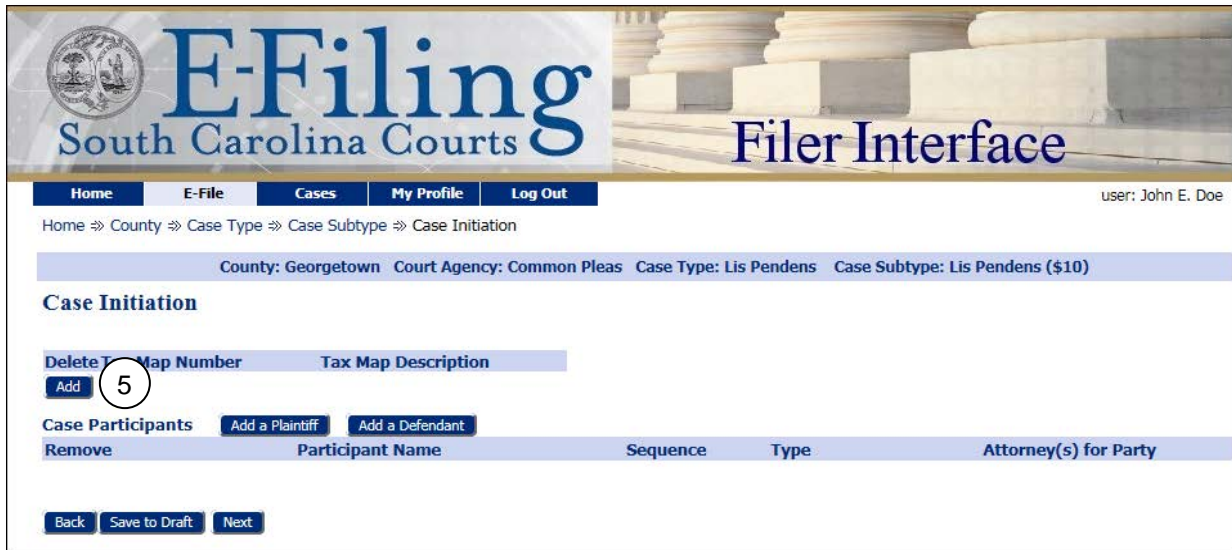 E-Filing
South Carolina Courts
Filer Interface
Home E-File Cases My Profile Log Out user: John E. Doe
Home ⇒ County ⇒ Case Type ⇒ Case Subtype ⇒ Case Initiation
County: Georgetown Court Agency: Common Pleas Case Type: Lis Pendens Case Subtype: Lis Pendens ($10)
Case Initiation
Delete Tax Map Number Tax Map Description
Add 5
Case Participants Add a Plaintiff Add a Defendant
Remove Participant Name Sequence Type Attorney(s) for Party
Back Save to Draft Next